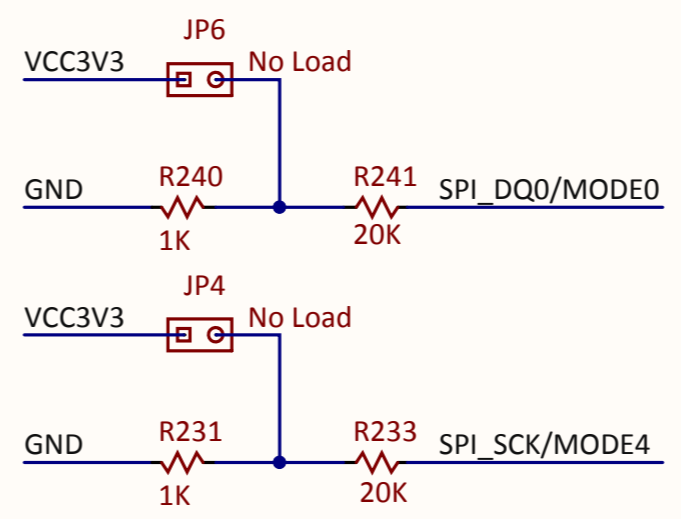 JP6
VCC3V3
No Load
R240
R241
GND
SPI_DQ0/MODE0
1K
20K
JP4
VCC3V3
No Load
R231
R233
GND
SPI_SCK/MODE4
1K
20K